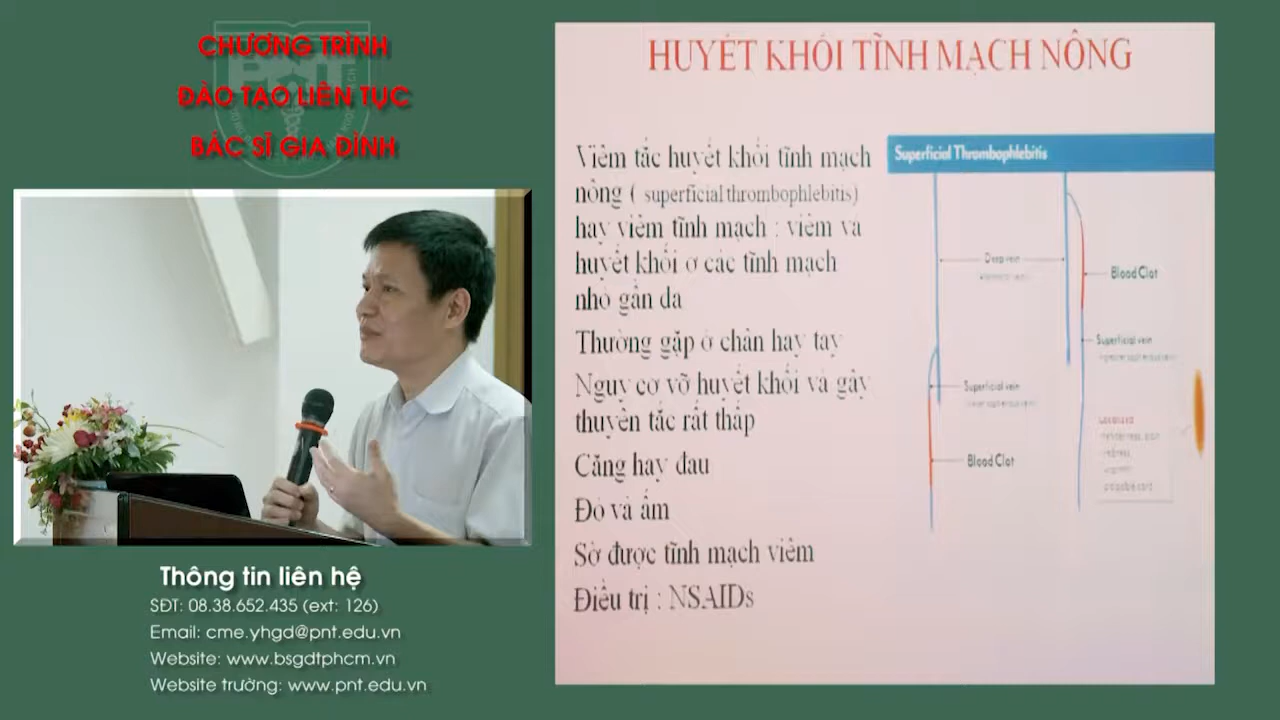 CHƯƠNG TRÌNH
ĐÀO TẠO LIÊN TỤC
BÁC SĨ GIA ĐÌNH
PNT
Thông tin liên hệ
SĐT: 08.38.652.435 (ext: 126)
Email: cme.yhgd@pnt.edu.vn
Website: www.bsgdtphcm.vn
Website trường: www.pnt.edu.vn
HUYẾT KHỐI TĨNH MẠCH NÔNG
Viêm tắc huyết khối tĩnh mạch
nông ( superficial thrombophlebitis)
hay viêm tĩnh mạch : viêm và
huyết khối ở các tĩnh mạch
nhỏ gần da
Thường gặp ở chân hay tay
Nguy cơ vỡ huyết khối và gây
thuyên tắc rất thấp
Căng hay đau
Đỏ và ấm
Sờ được tĩnh mạch viêm
Điều trị : NSAIDs
Superficial Thrombophlebitis
Deep vein
Blood Clot
Superficial vein
Superficial vein
Blood Clot